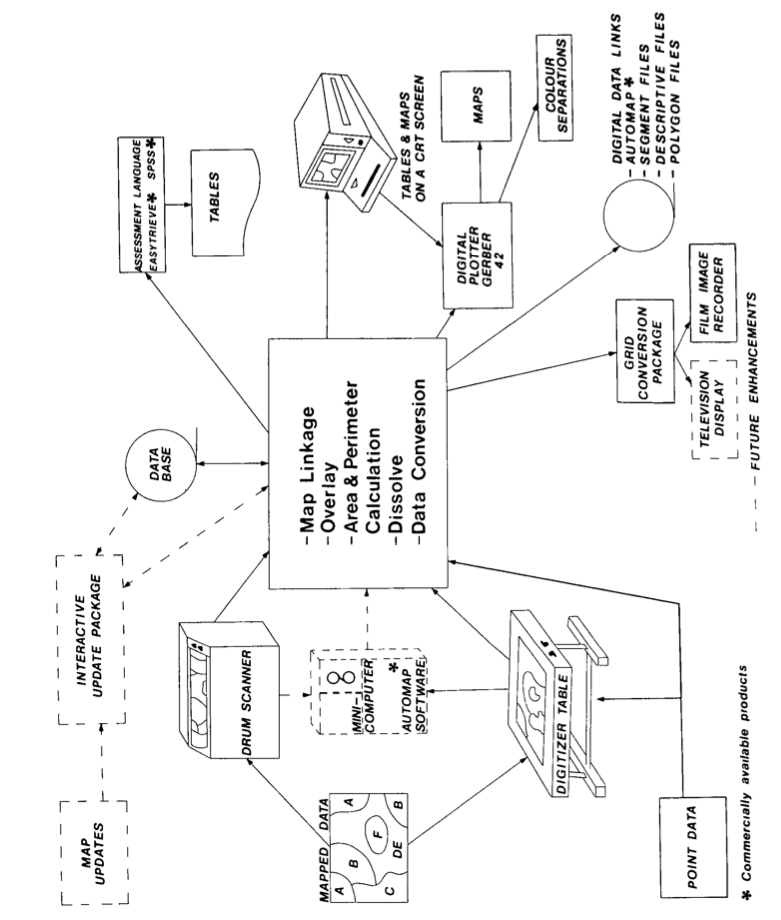 MAP
UPDATES
INTERACTIVE
UPDATE PACKAGE
DATA
BASE
ASSESSMENT LANGUAGE
EASYTRIEVE* SPSS*
TABLES
MAPPED DATA
A
B
A
F
C
DE
B
DRUM SCANNER
MINI-
COMPUTER
AUTOMAP *
SOFTWARE
DIGITIZER TABLE
POINT DATA
-Map Linkage
-Overlay
-Area & Perimeter
Calculation
-Dissolve
-Data Conversion
TABLES & MAPS
ON A CRT SCREEN
DIGITAL
PLOTTER
GERBER
42
MAPS
COLOUR
SEPARATIONS
DIGITAL DATA LINKS
- AUTOMAP *
- SEGMENT FILES
- DESCRIPTIVE FILES
- POLYGON FILES
GRID
CONVERSION
PACKAGE
TELEVISION
DISPLAY
FILM IMAGE
RECORDER
* Commercially available products
-- -- FUTURE ENHANCEMENTS